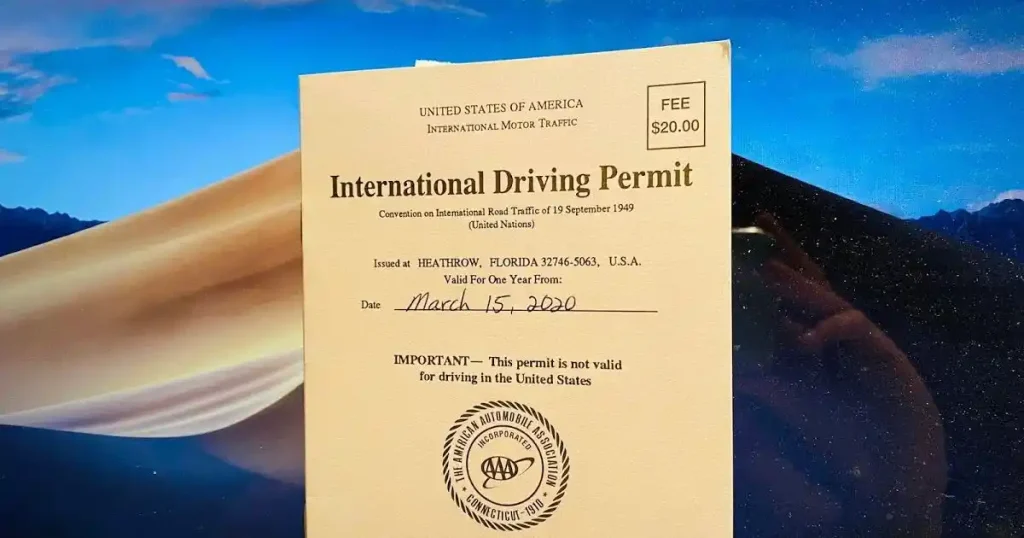 UNITED STATES OF AMERICA
INTERNATIONAL MOTOR TRAFFIC
FEE
$20.00
International Driving Permit
Convention on International Road Traffic of 19 September 1949
(United Nations)
Issued at HEATHROW, FLORIDA 32746-5063, U.S.A.
Valid For One Year From:
Date March 15, 2020
IMPORTANT— This permit is not valid
for driving in the United States
THE AMERICAN AUTOMOBILE ASSOCIATION
INCORPORATED
AAA
CONNECTICUT-1910